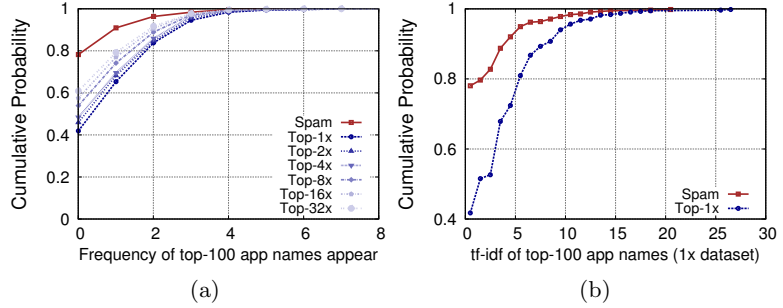 Cumulative Probability
1
0.8
0.6
0.4
0.2
0
0 2 4 6 8
Spam
Top-1x
Top-2x
Top-4x
Top-8x
Top-16x
Top-32x
Frequency of top-100 app names appear
(a)
Cumulative Probability
1
0.8
0.6
0.4
0 5 10 15 20 25 30
Spam
Top-1x
tf-idf of top-100 app names (1x dataset)
(b)